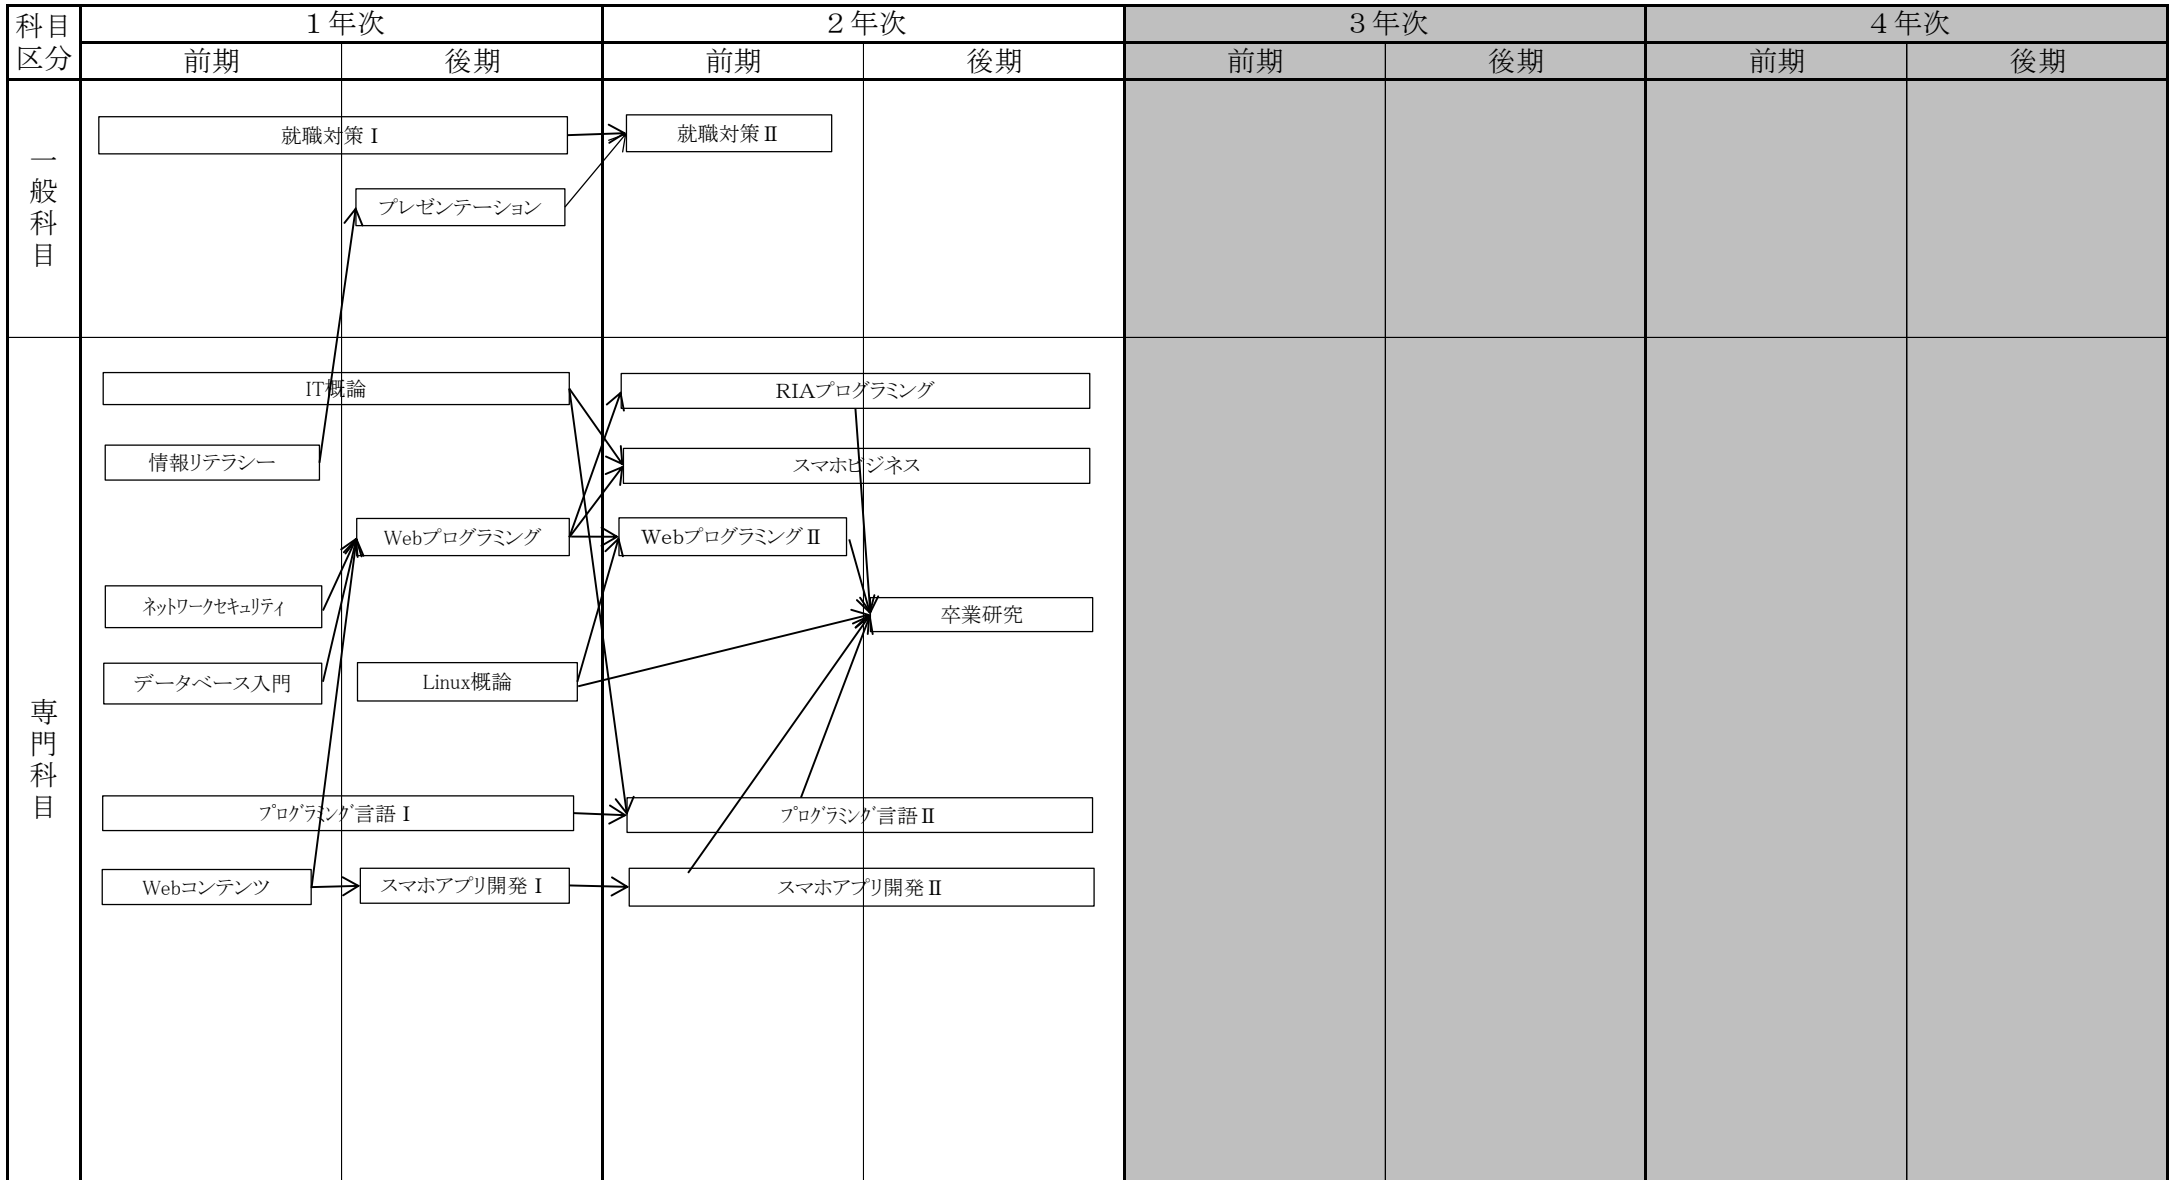 科目
区分
１年次
２年次
３年次
４年次
前期
後期
前期
後期
前期
後期
前期
後期
一般科目
就職対策Ⅰ
就職対策Ⅱ
プレゼンテーション
専門科目
IT概論
RIAプログラミング
情報リテラシー
スマホビジネス
Webプログラミング
WebプログラミングⅡ
ネットワークセキュリティ
卒業研究
データベース入門
Linux概論
プログラミング言語Ⅰ
プログラミング言語Ⅱ
Webコンテンツ
スマホアプリ開発Ⅰ
スマホアプリ開発Ⅱ